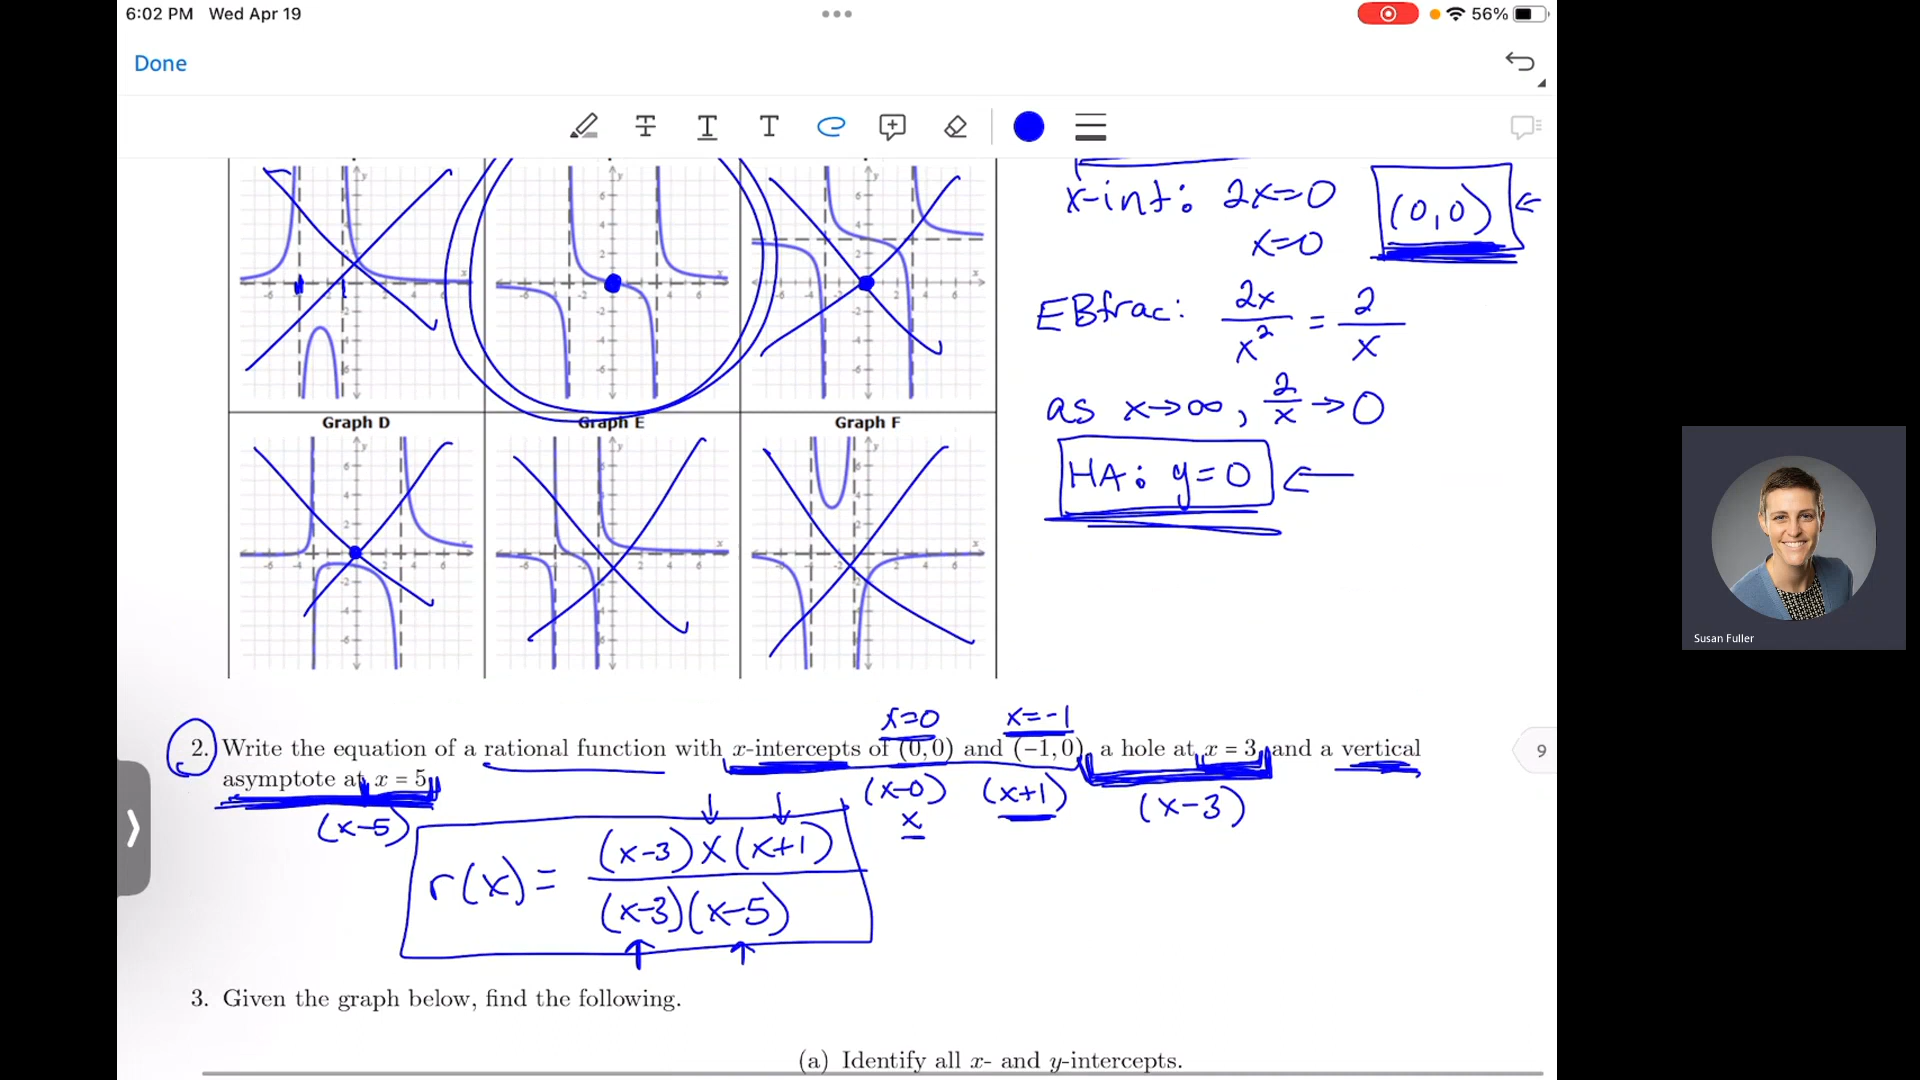 6:02 PM Wed Apr 19
56%
Done
T T T
x-int: 2x=0 (0,0)
x=0
EBfrac: 2x/x² = 2/x
as x→∞, 2/x →0
HA: y=0
Graph D Graph E Graph F
x=0 x=-1
2. Write the equation of a rational function with x-intercepts of (0,0) and (−1,0), a hole at x = 3, and a vertical
asymptote at x = 5.
(x-0) (x+1) (x-3)
x
(x-5)
r(x)= (x-3)x(x+1)/(x-3)(x-5)
3. Given the graph below, find the following.
(a) Identify all x- and y-intercepts.
9
Susan Fuller